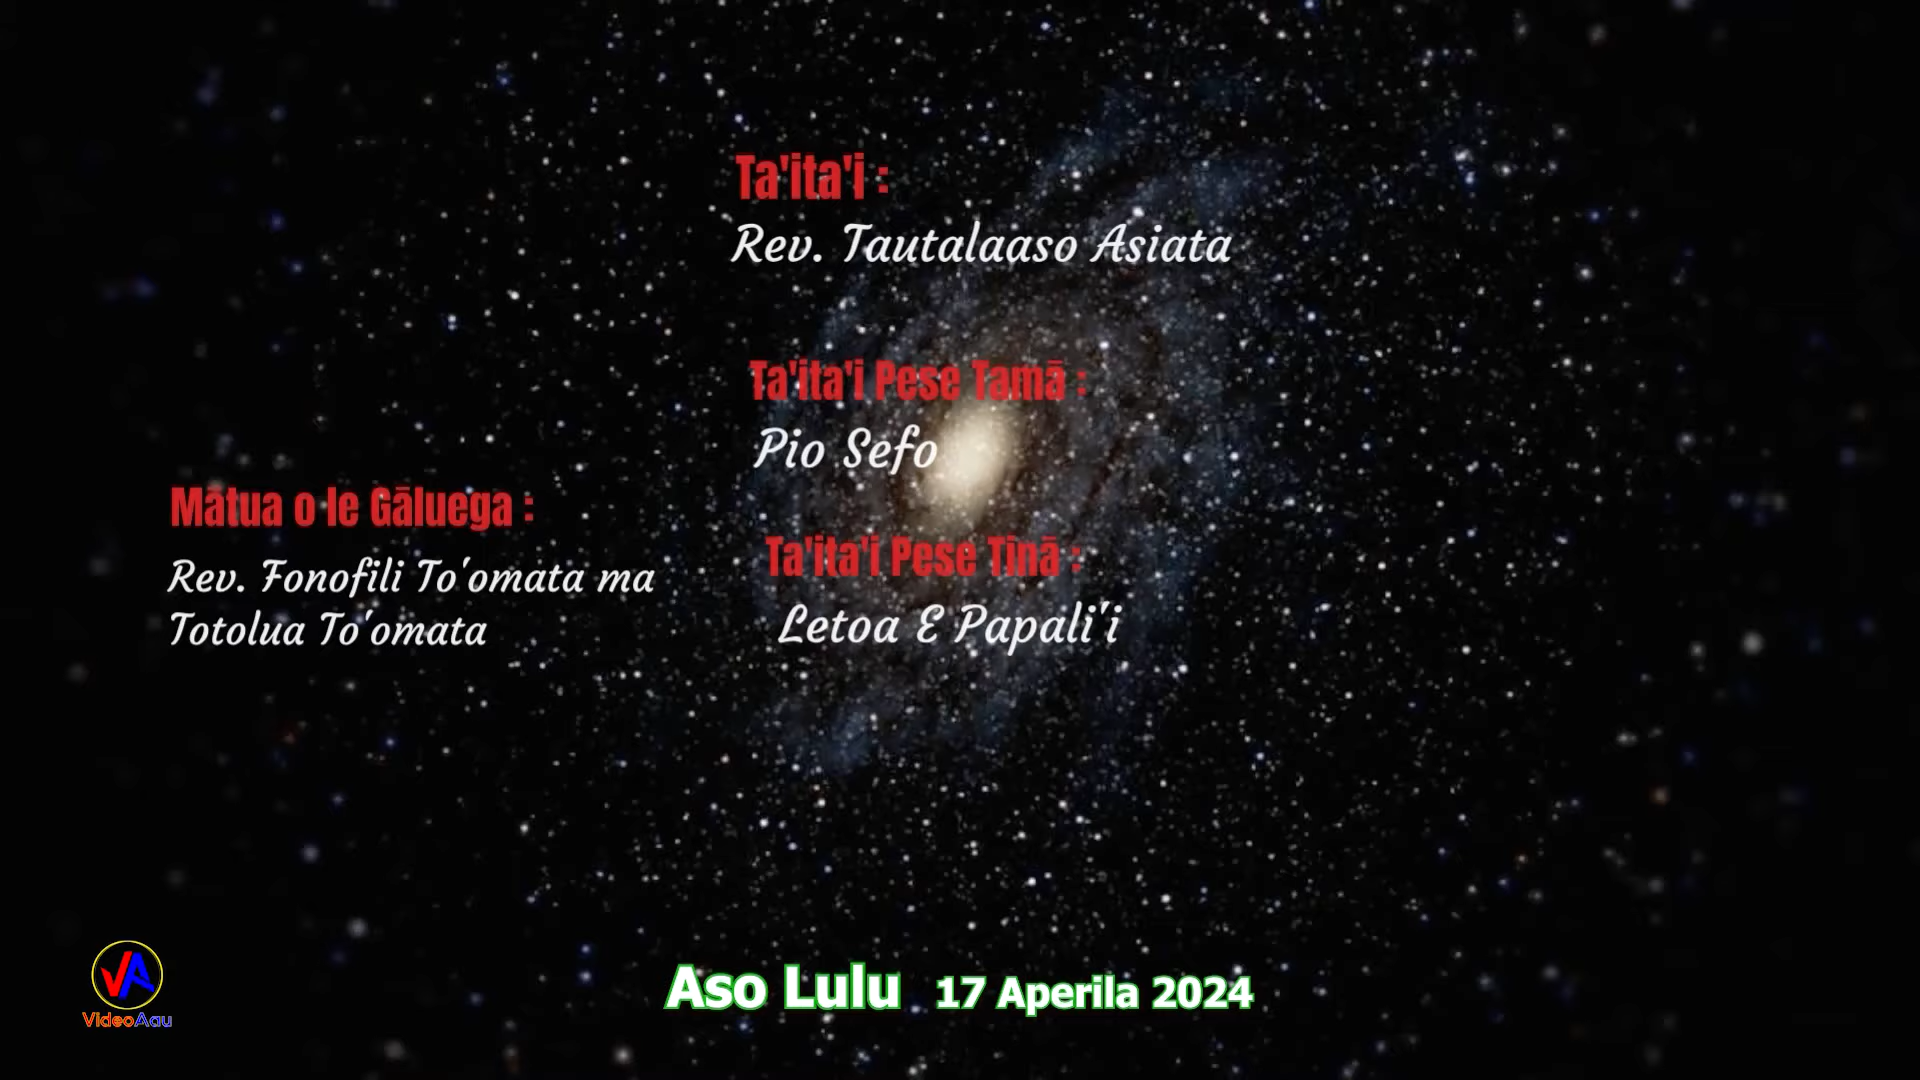 Ta'ita'i :
Rev. Tautalaaso Asiata
Ta'ita'i Pese Tamā :
Pio Sefo
Ta'ita'i Pese Tinā :
Letoa E Papali'i
Mātua o le Gāluega :
Rev. Fonofili To'omata ma
Totolua To'omata
Aso Lulu 17 Aperila 2024
VA
VideoAau